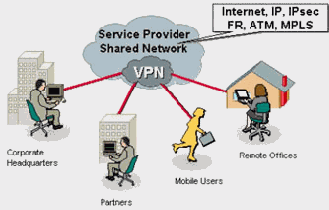 Internet, IP, IPsec
FR, ATM, MPLS
Service Provider
Shared Network
VPN
Corporate
Headquarters
Partners
Mobile Users
Remote Offices